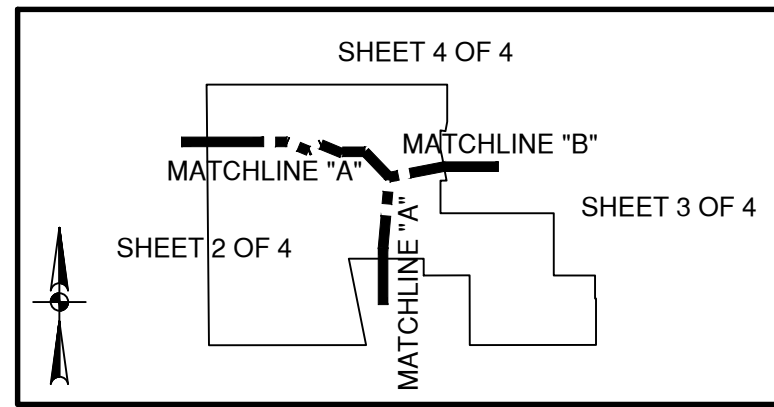 SHEET 4 OF 4
MATCHLINE "B"
MATCHLINE "A"
SHEET 3 OF 4
SHEET 2 OF 4
MATCHLINE "A"